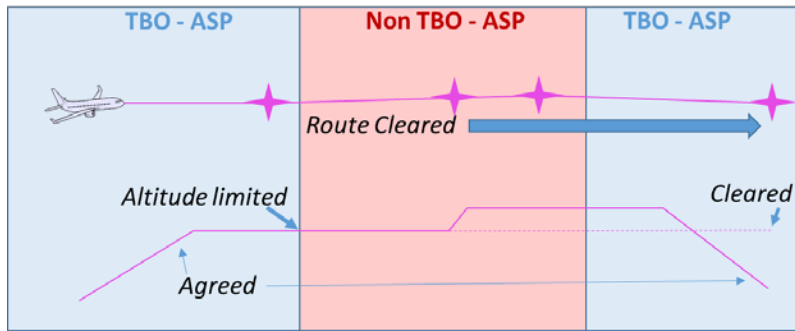 TBO - ASP
Non TBO - ASP
TBO - ASP
Route Cleared
Altitude limited
Cleared
Agreed